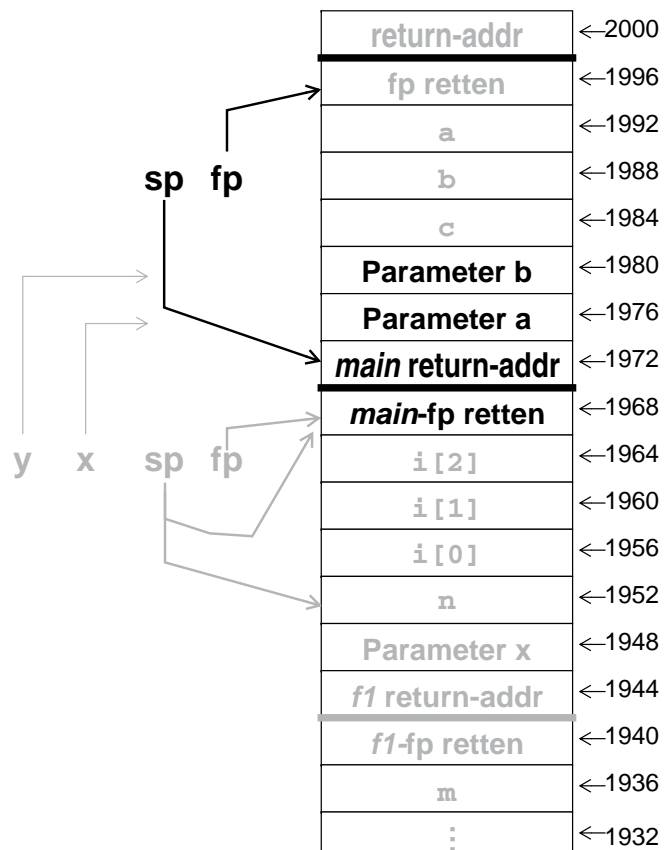 return-addr ←2000
fp retten ←1996
a ←1992
sp fp b ←1988
c ←1984
Parameter b ←1980
Parameter a ←1976
main return-addr ←1972
main-fp retten ←1968
y x sp fp i[2] ←1964
i[1] ←1960
i[0] ←1956
n ←1952
Parameter x ←1948
f1 return-addr ←1944
f1-fp retten ←1940
m ←1936
⋮ ←1932